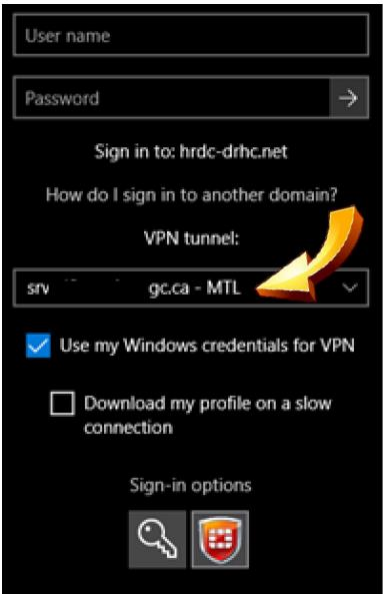 User name
Password
Sign in to: hrdc-drhc.net
How do I sign in to another domain?
VPN tunnel:
srv gc.ca - MTL
Use my Windows credentials for VPN
Download my profile on a slow
connection
Sign-in options